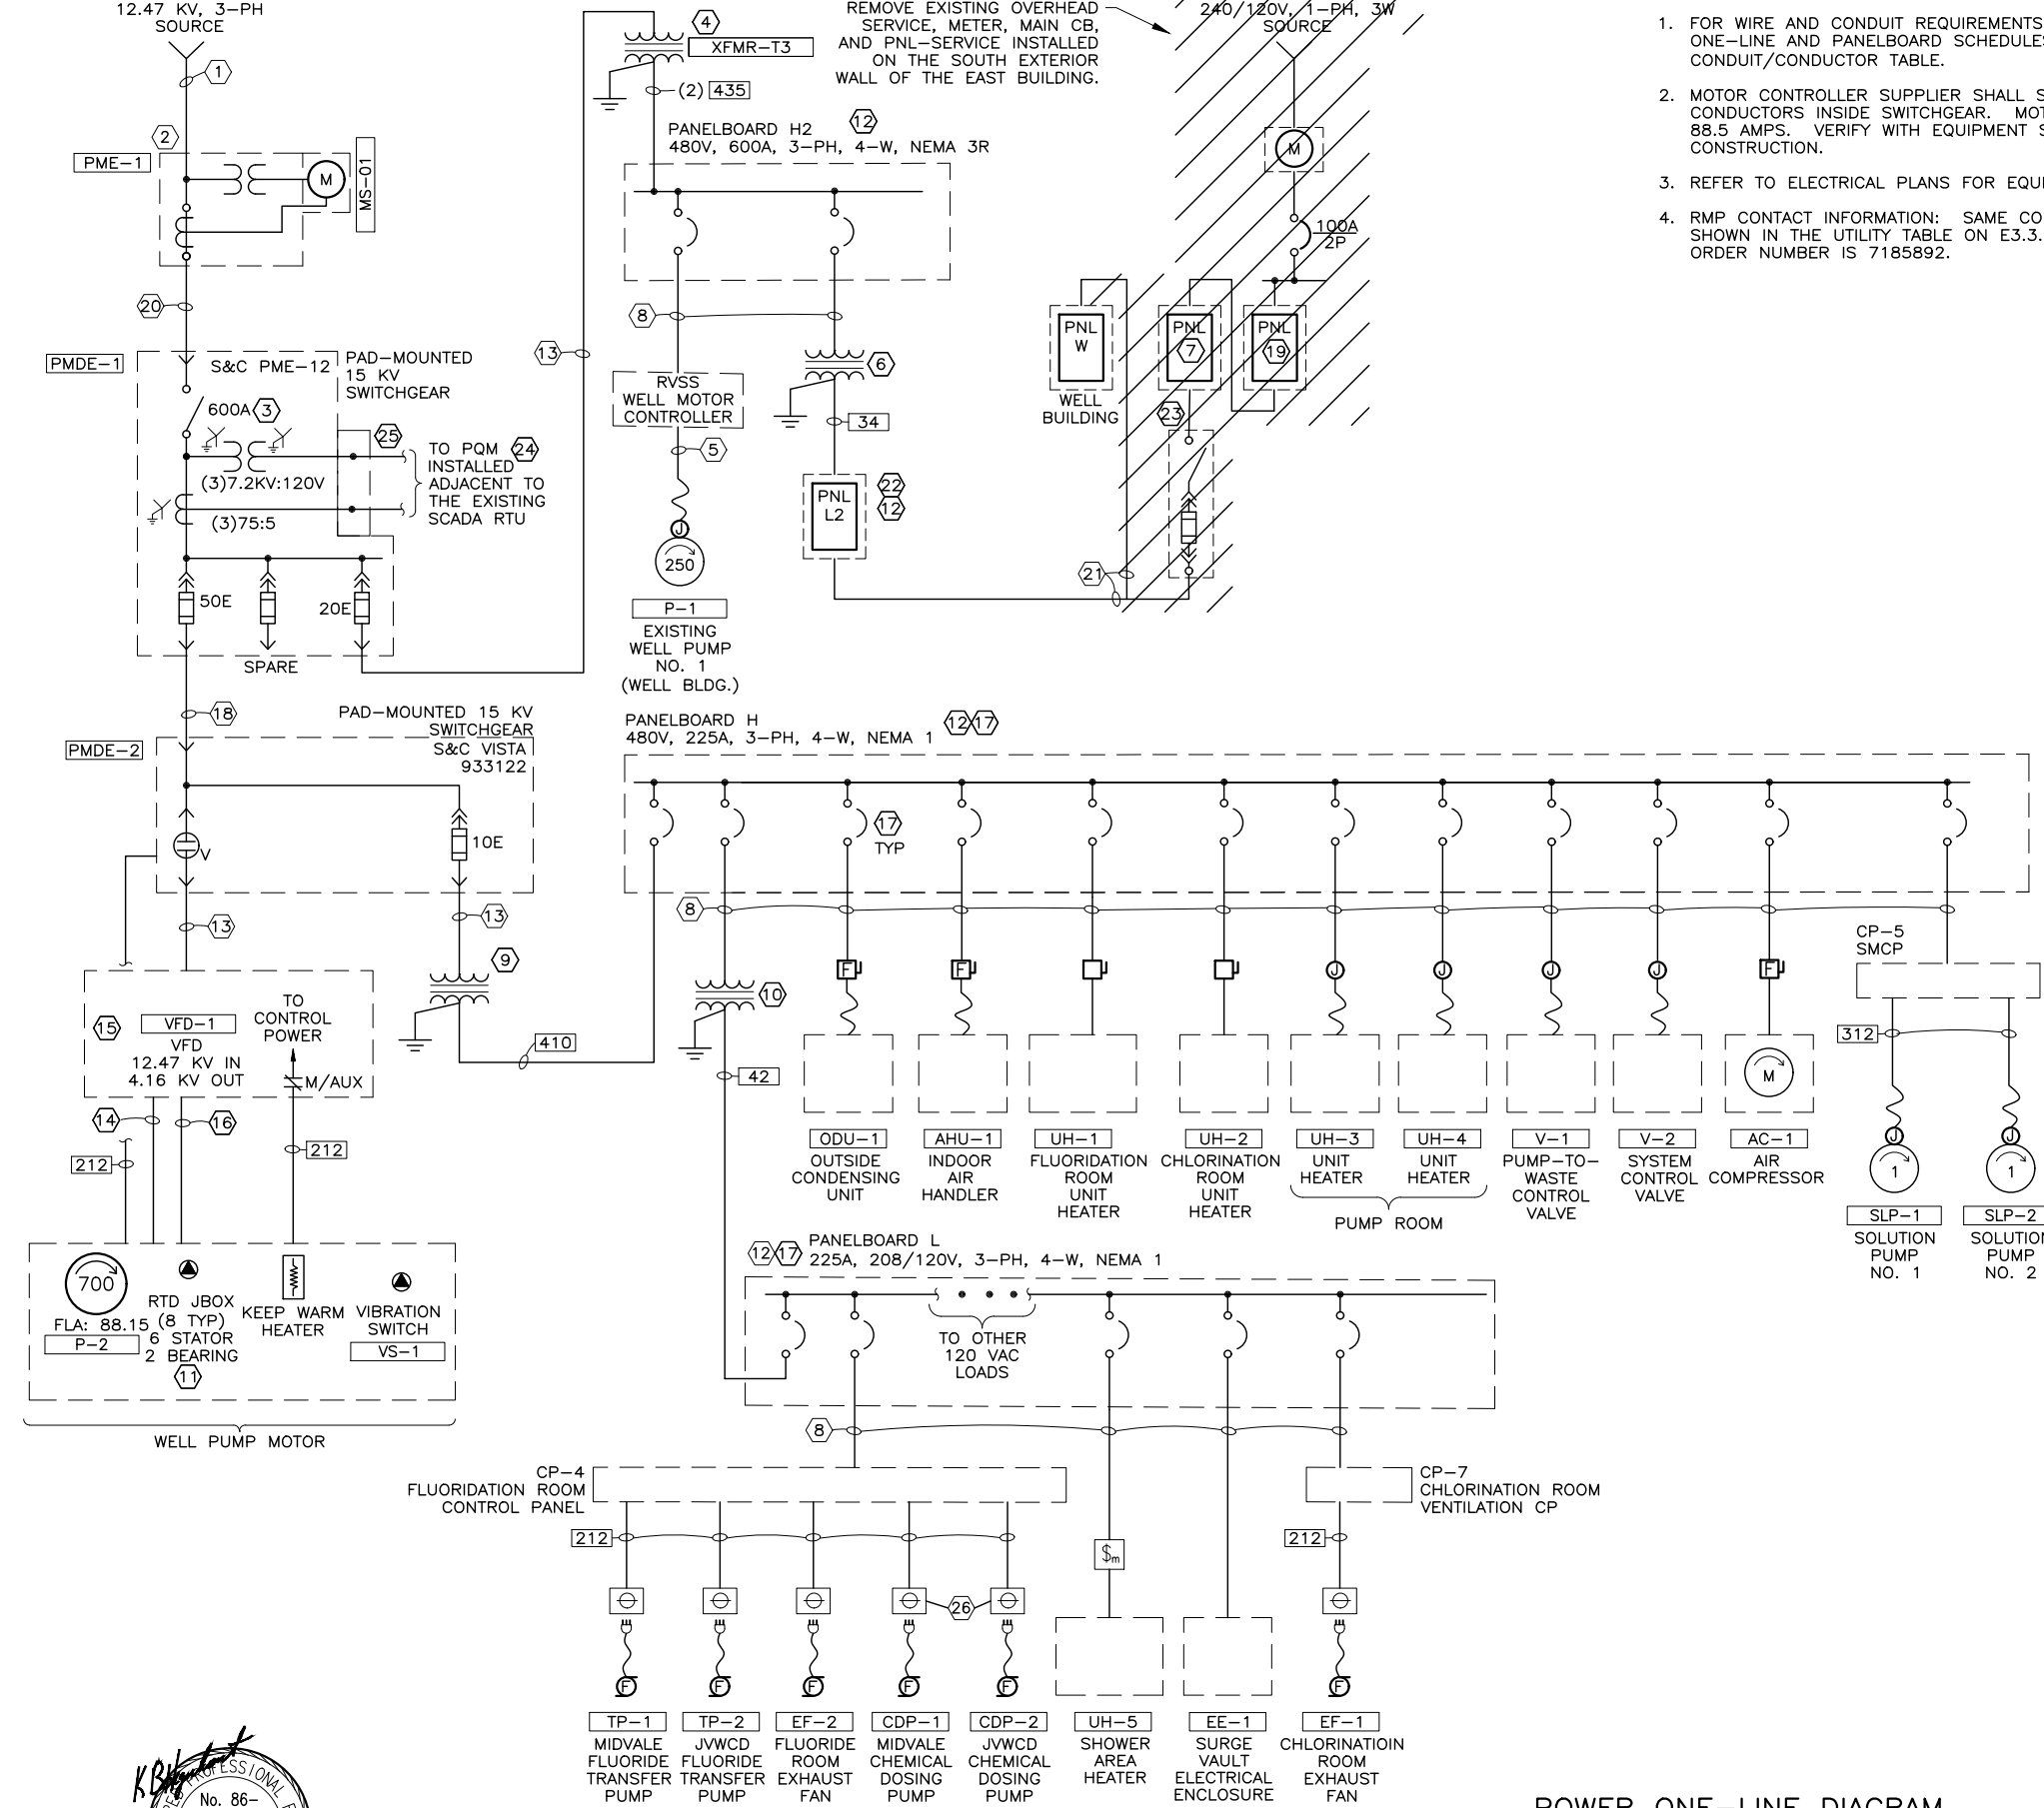 12.47 KV, 3-PH
SOURCE
1
2
PME-1
M
MS-01
20
PMDE-1
S&C PME-12
PAD-MOUNTED
15 KV
SWITCHGEAR
600A 3
25
(3)7.2KV:120V
(3)75:5
TO PQM 24
INSTALLED
ADJACENT TO
THE EXISTING
SCADA RTU
50E
20E
SPARE
18
PAD-MOUNTED 15 KV
SWITCHGEAR
PMDE-2
S&C VISTA
933122
V
10E
13
13
9
410
15
VFD-1
VFD
12.47 KV IN
4.16 KV OUT
TO
CONTROL
POWER
M/AUX
14
16
212
212
700
FLA: 88.15
P-2
RTD JBOX
(8 TYP)
6 STATOR
2 BEARING
11
KEEP WARM
HEATER
VIBRATION
SWITCH
VS-1
WELL PUMP MOTOR
13
4
XFMR-T3
(2) 435
PANELBOARD H2 12
480V, 600A, 3-PH, 4-W, NEMA 3R
8
RVSS
WELL MOTOR
CONTROLLER
5
J
250
P-1
EXISTING
WELL PUMP
NO. 1
(WELL BLDG.)
6
34
PNL
L2
22
12
REMOVE EXISTING OVERHEAD
SERVICE, METER, MAIN CB,
AND PNL-SERVICE INSTALLED
ON THE SOUTH EXTERIOR
WALL OF THE EAST BUILDING.
240/120V, 1-PH, 3W
SOURCE
M
100A
2P
PNL
W
WELL
BUILDING
PNL
7
PNL
19
23
21
1. FOR WIRE AND CONDUIT REQUIREMENTS
ONE-LINE AND PANELBOARD SCHEDULES
CONDUIT/CONDUCTOR TABLE.
2. MOTOR CONTROLLER SUPPLIER SHALL S
CONDUCTORS INSIDE SWITCHGEAR. MOT
88.5 AMPS. VERIFY WITH EQUIPMENT S
CONSTRUCTION.
3. REFER TO ELECTRICAL PLANS FOR EQUI
4. RMP CONTACT INFORMATION: SAME CO
SHOWN IN THE UTILITY TABLE ON E3.3.
ORDER NUMBER IS 7185892.
PANELBOARD H 12 17
480V, 225A, 3-PH, 4-W, NEMA 1
17
TYP
8
10
42
F
F
J
J
J
J
F
M
CP-5
SMCP
312
J
J
1
1
ODU-1
OUTSIDE
CONDENSING
UNIT
AHU-1
INDOOR
AIR
HANDLER
UH-1
FLUORIDATION
ROOM
UNIT
HEATER
UH-2
CHLORINATION
ROOM
UNIT
HEATER
UH-3
UNIT
HEATER
UH-4
UNIT
HEATER
PUMP ROOM
V-1
PUMP-TO-
WASTE
CONTROL
VALVE
V-2
SYSTEM
CONTROL
VALVE
AC-1
AIR
COMPRESSOR
SLP-1
SOLUTION
PUMP
NO. 1
SLP-2
SOLUTION
PUMP
NO. 2
12 17
PANELBOARD L
225A, 208/120V, 3-PH, 4-W, NEMA 1
TO OTHER
120 VAC
LOADS
8
CP-4
FLUORIDATION ROOM
CONTROL PANEL
CP-7
CHLORINATION ROOM
VENTILATION CP
212
212
$m
26
F
F
F
F
F
F
TP-1
MIDVALE
FLUORIDE
TRANSFER
PUMP
TP-2
JVWCD
FLUORIDE
TRANSFER
PUMP
EF-2
FLUORIDE
ROOM
EXHAUST
FAN
CDP-1
MIDVALE
CHEMICAL
DOSING
PUMP
CDP-2
JVWCD
CHEMICAL
DOSING
PUMP
UH-5
SHOWER
AREA
HEATER
EE-1
SURGE
VAULT
ELECTRICAL
ENCLOSURE
EF-1
CHLORINATIOIN
ROOM
EXHAUST
FAN
PROFESSIONAL
No. 86-
POWER ONE-LINE DIAGRAM